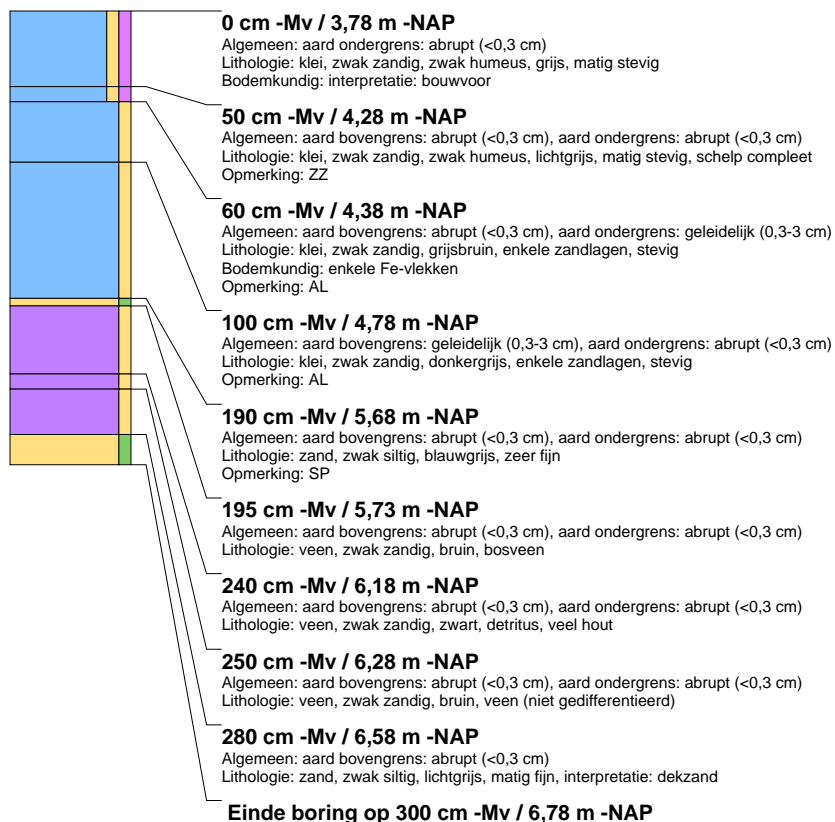 0 cm -Mv / 3,78 m -NAP
Algemeen: aard ondergrens: abrupt (<0,3 cm)
Lithologie: klei, zwak zandig, zwak humeus, grijs, matig stevig
Bodemkundig: interpretatie: bouwvoor
50 cm -Mv / 4,28 m -NAP
Algemeen: aard bovengrens: abrupt (<0,3 cm), aard ondergrens: abrupt (<0,3 cm)
Lithologie: klei, zwak zandig, zwak humeus, lichtgrijs, matig stevig, schelp compleet
Opmerking: ZZ
60 cm -Mv / 4,38 m -NAP
Algemeen: aard bovengrens: abrupt (<0,3 cm), aard ondergrens: geleidelijk (0,3-3 cm)
Lithologie: klei, zwak zandig, grijsbruin, enkele zandlagen, stevig
Bodemkundig: enkele Fe-vlekken
Opmerking: AL
100 cm -Mv / 4,78 m -NAP
Algemeen: aard bovengrens: geleidelijk (0,3-3 cm), aard ondergrens: abrupt (<0,3 cm)
Lithologie: klei, zwak zandig, donkergrijs, enkele zandlagen, stevig
Opmerking: AL
190 cm -Mv / 5,68 m -NAP
Algemeen: aard bovengrens: abrupt (<0,3 cm), aard ondergrens: abrupt (<0,3 cm)
Lithologie: zand, zwak siltig, blauwgrijs, zeer fijn
Opmerking: SP
195 cm -Mv / 5,73 m -NAP
Algemeen: aard bovengrens: abrupt (<0,3 cm), aard ondergrens: abrupt (<0,3 cm)
Lithologie: veen, zwak zandig, bruin, bosveen
240 cm -Mv / 6,18 m -NAP
Algemeen: aard bovengrens: abrupt (<0,3 cm), aard ondergrens: abrupt (<0,3 cm)
Lithologie: veen, zwak zandig, zwart, detritus, veel hout
250 cm -Mv / 6,28 m -NAP
Algemeen: aard bovengrens: abrupt (<0,3 cm), aard ondergrens: abrupt (<0,3 cm)
Lithologie: veen, zwak zandig, bruin, veen (niet gedifferentieerd)
280 cm -Mv / 6,58 m -NAP
Algemeen: aard bovengrens: abrupt (<0,3 cm)
Lithologie: zand, zwak siltig, lichtgrijs, matig fijn, interpretatie: dekzand
Einde boring op 300 cm -Mv / 6,78 m -NAP